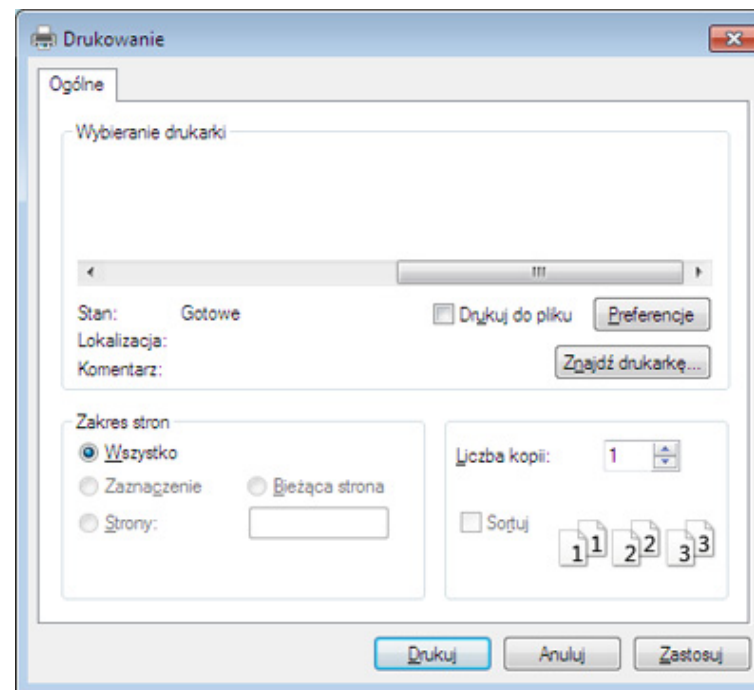 Drukowanie
Ogólne
Wybieranie drukarki
Stan: Gotowe
Drukuj do pliku Preferencje
Lokalizacja:
Komentarz:
Znajdź drukarkę...
Zakres stron
Wszystko
Zaznaczenie Bieżąca strona
Strony:
Liczba kopii: 1
Sortuj
1 1 2 2 3 3
Drukuj Anuluj Zastosuj